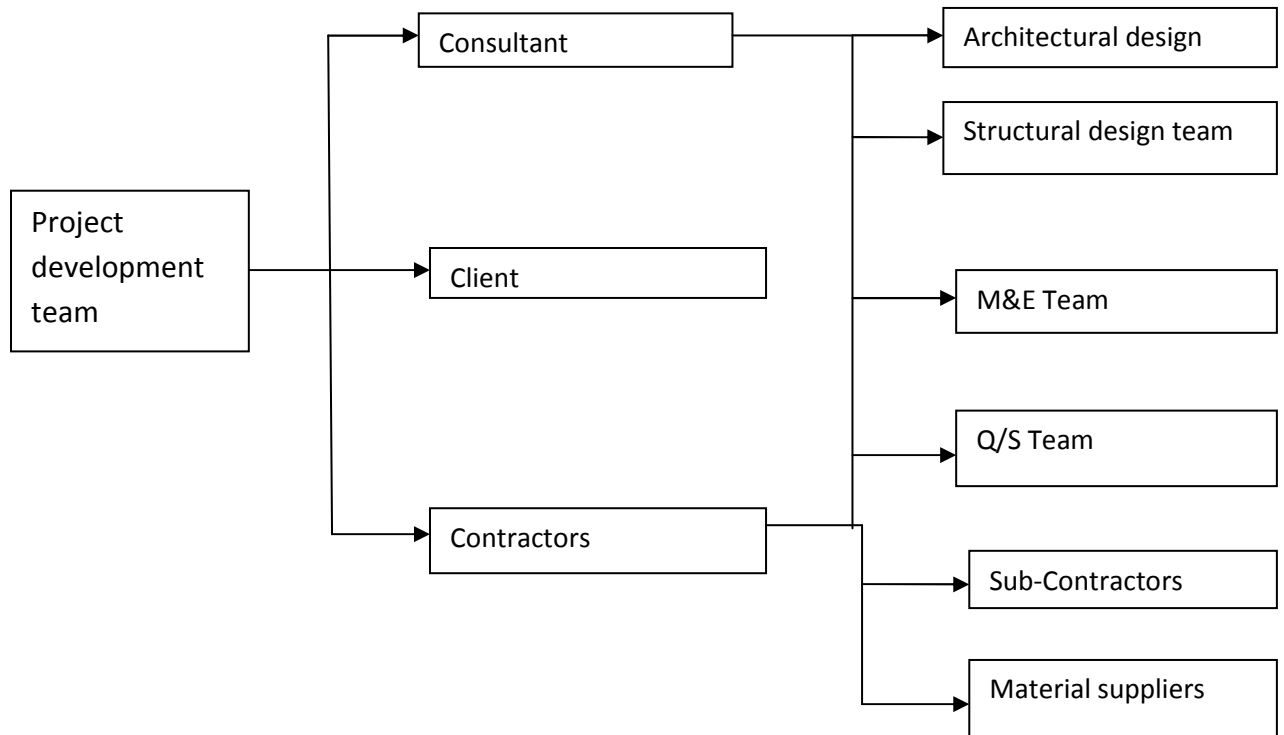 Consultant
Architectural design
Structural design team
Project
development
team
Client
M&E Team
Q/S Team
Contractors
Sub-Contractors
Material suppliers